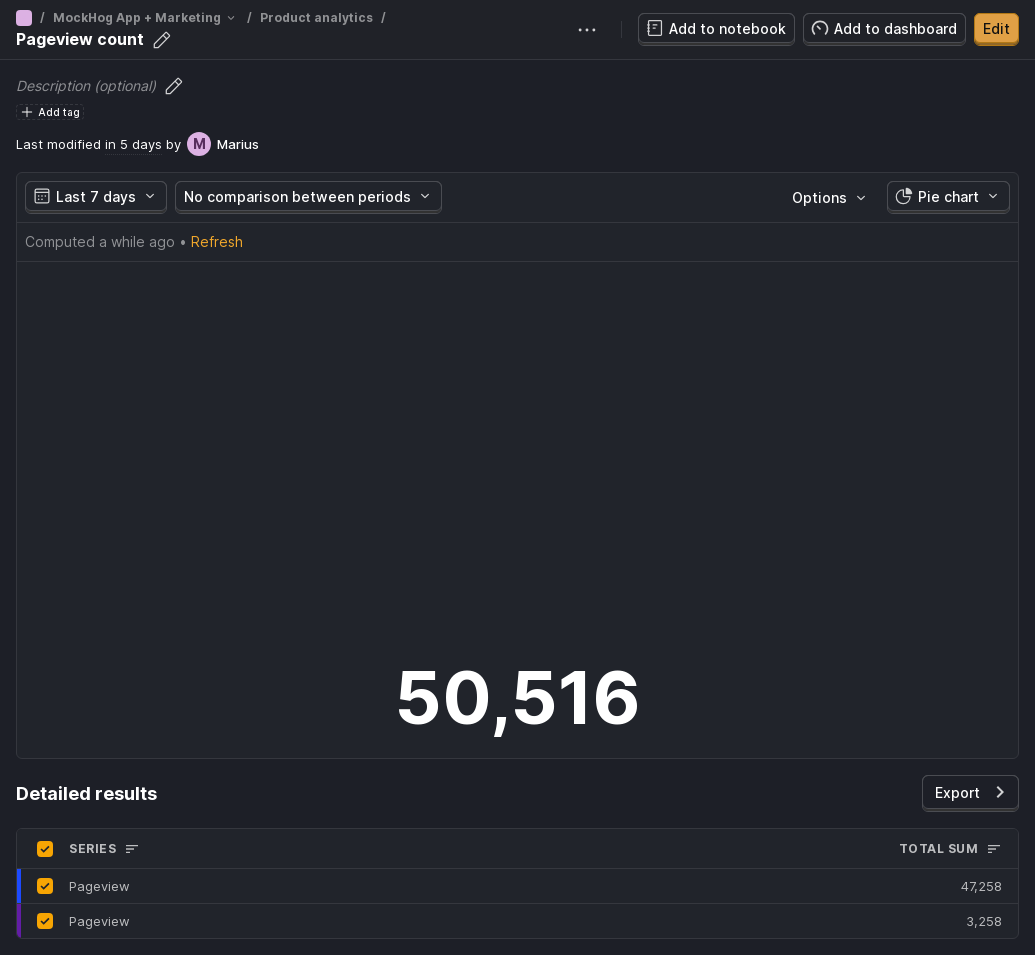 / MockHog App + Marketing / Product analytics /
Pageview count
Add to notebook
Add to dashboard
Edit
Description (optional)
Add tag
Last modified in 5 days by M Marius
Last 7 days
No comparison between periods
Options
Pie chart
Computed a while ago • Refresh
50,516
Detailed results
Export
SERIES TOTAL SUM
Pageview 47,258
Pageview 3,258